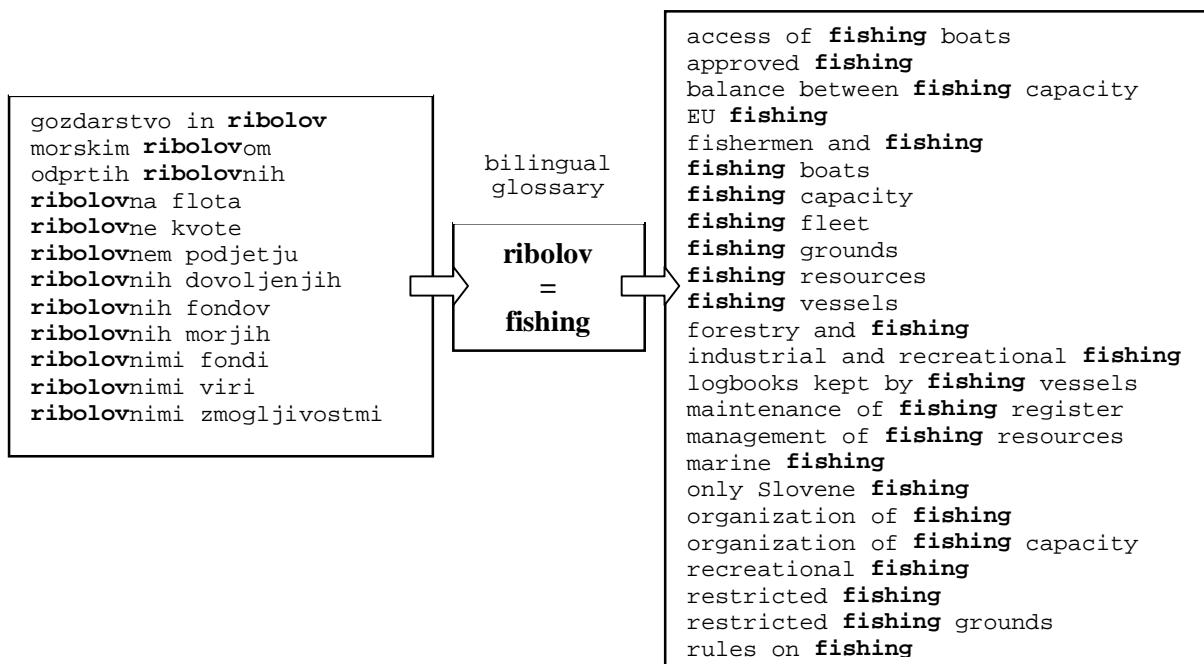 gozdarstvo in ribolov
morskim ribolovom
odprtih ribolovnih
ribolovna flota
ribolovne kvote
ribolovnem podjetju
ribolovnih dovoljenjih
ribolovnih fondov
ribolovnih morjih
ribolovnimi fondi
ribolovnimi viri
ribolovnimi zmogljivostmi
bilingual
glossary
ribolov
=
fishing
access of fishing boats
approved fishing
balance between fishing capacity
EU fishing
fishermen and fishing
fishing boats
fishing capacity
fishing fleet
fishing grounds
fishing resources
fishing vessels
forestry and fishing
industrial and recreational fishing
logbooks kept by fishing vessels
maintenance of fishing register
management of fishing resources
marine fishing
only Slovene fishing
organization of fishing
organization of fishing capacity
recreational fishing
restricted fishing
restricted fishing grounds
rules on fishing